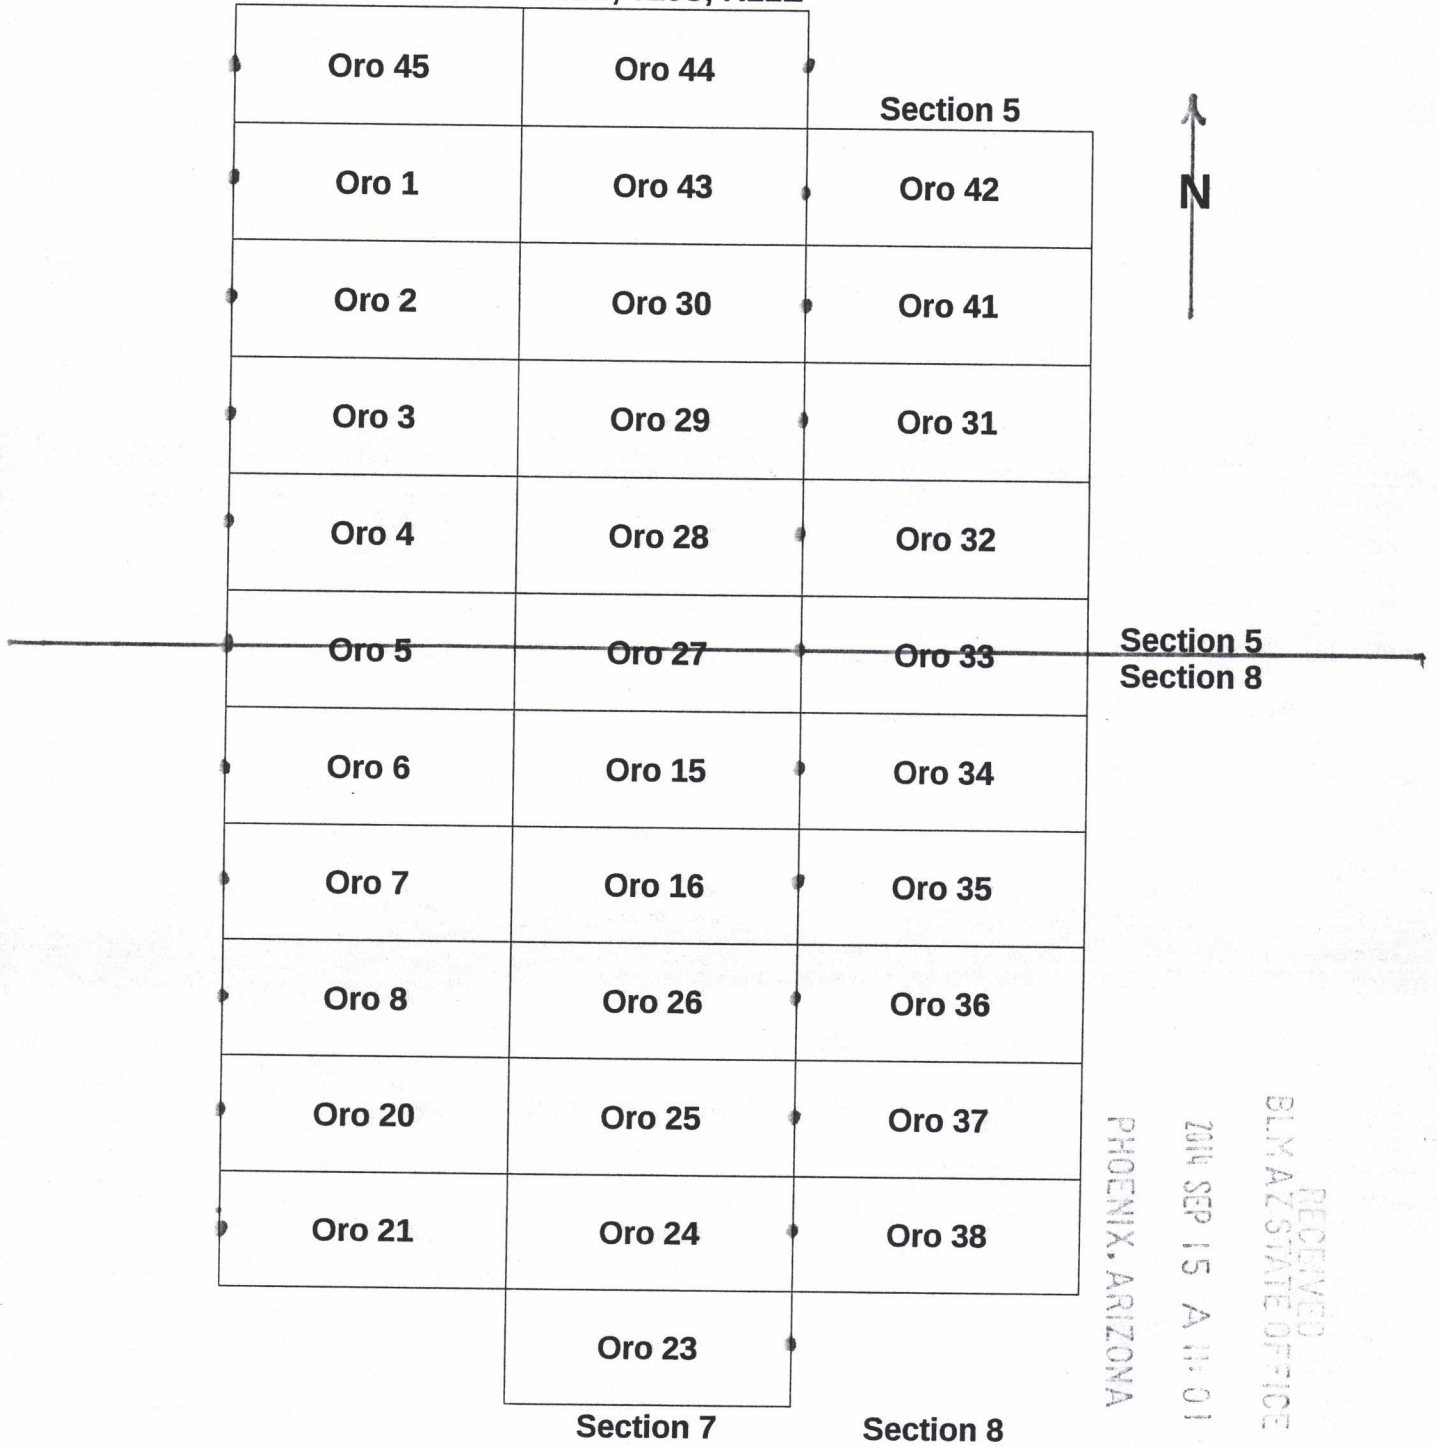 Oro 45 Oro 44
Section 5
Oro 1 Oro 43 Oro 42
N
Oro 2 Oro 30 Oro 41
Oro 3 Oro 29 Oro 31
Oro 4 Oro 28 Oro 32
Oro 5 Oro 27 Oro 33
Section 5
Section 8
Oro 6 Oro 15 Oro 34
Oro 7 Oro 16 Oro 35
Oro 8 Oro 26 Oro 36
Oro 20 Oro 25 Oro 37
Oro 21 Oro 24 Oro 38
Oro 23
Section 7 Section 8
RECEIVED
BLM AZ STATE OFFICE
2014 SEP 15 A 11:01
PHOENIX, ARIZONA